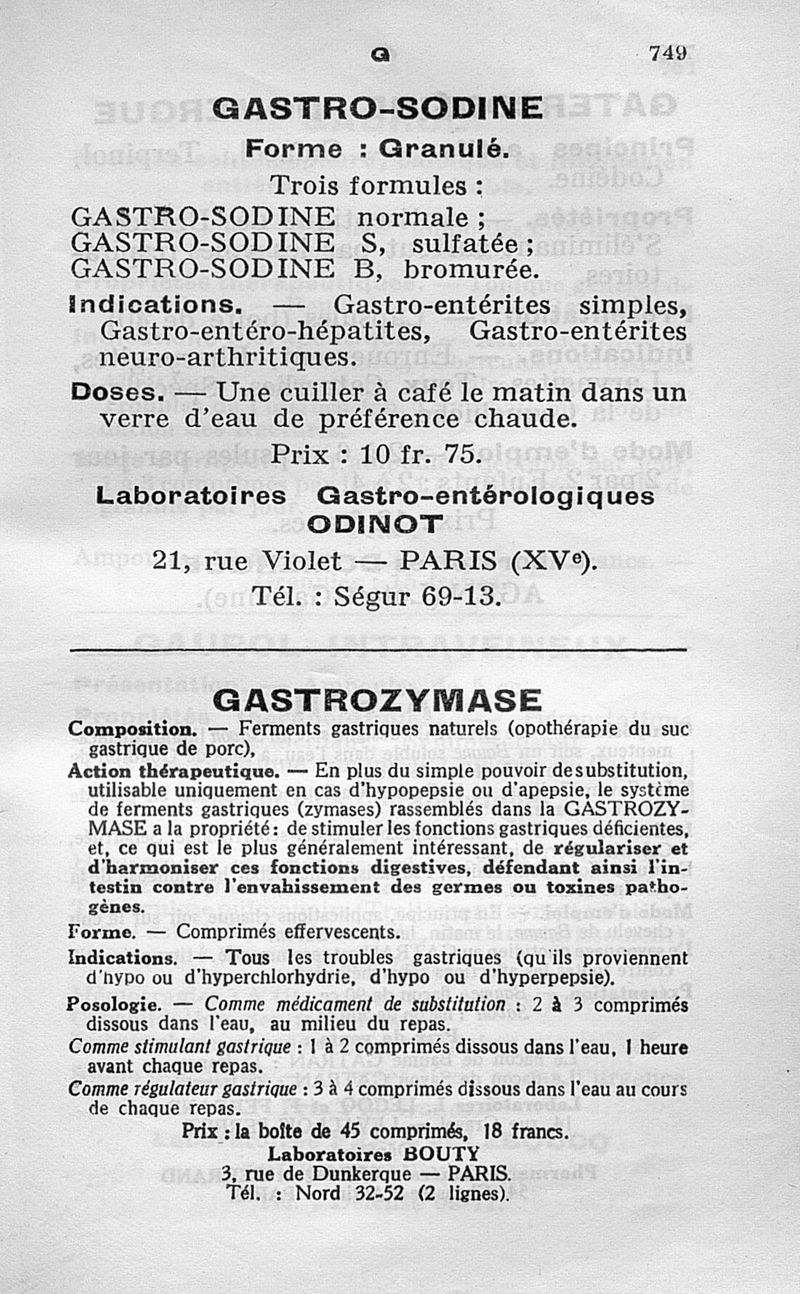 G
749
GASTRO-SODINE
Forme : Granulé.
Trois formules :
GASTRO-SODINE normale ;
GASTRO-SODINE S, sulfatée ;
GASTRO-SODINE B, bromurée.
Indications. — Gastro-entérites simples,
Gastro-entéro-hépatites, Gastro-entérites
neuro-arthritiques.
Doses. — Une cuiller à café le matin dans un
verre d'eau de préférence chaude.
Prix : 10 fr. 75.
Laboratoires Gastro-entérologiques
ODINOT
21, rue Violet — PARIS (XVe).
Tél. : Ségur 69-13.
GASTROZYMASE
Composition. — Ferments gastriques naturels (opothérapie du suc
gastrique de porc),
Action thérapeutique. — En plus du simple pouvoir de substitution,
utilisable uniquement en cas d'hypopepsie ou d'apepsie, le système
de ferments gastriques (zymases) rassemblés dans la GASTROZY-
MASE a la propriété : de stimuler les fonctions gastriques déficientes,
et, ce qui est le plus généralement intéressant, de régulariser et
d'harmoniser ces fonctions digestives, défendant ainsi l'in-
testin contre l'envahissement des germes ou toxines patho-
gènes.
Forme. — Comprimés effervescents.
Indications. — Tous les troubles gastriques (qu'ils proviennent
d'hypo ou d'hyperchlorhydrie, d'hypo ou d'hyperpepsie).
Posologie. — Comme médicament de substitution : 2 à 3 comprimés
dissous dans l'eau, au milieu du repas.
Comme stimulant gastrique : 1 à 2 comprimés dissous dans l'eau, 1 heure
avant chaque repas.
Comme régulateur gastrique : 3 à 4 comprimés dissous dans l'eau au cours
de chaque repas.
Prix : la boîte de 45 comprimés, 18 francs.
Laboratoires BOUTY
3, rue de Dunkerque — PARIS.
Tél. : Nord 32-52 (2 lignes).